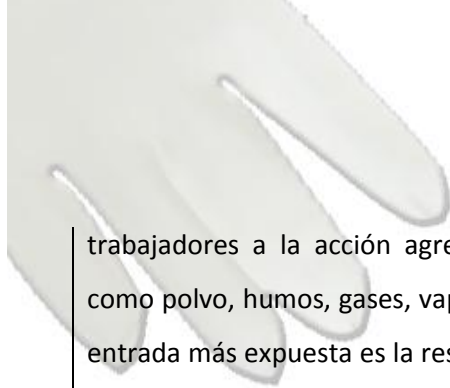 trabajadores a la acción agre
como polvo, humos, gases, vap
entrada más expuesta es la res